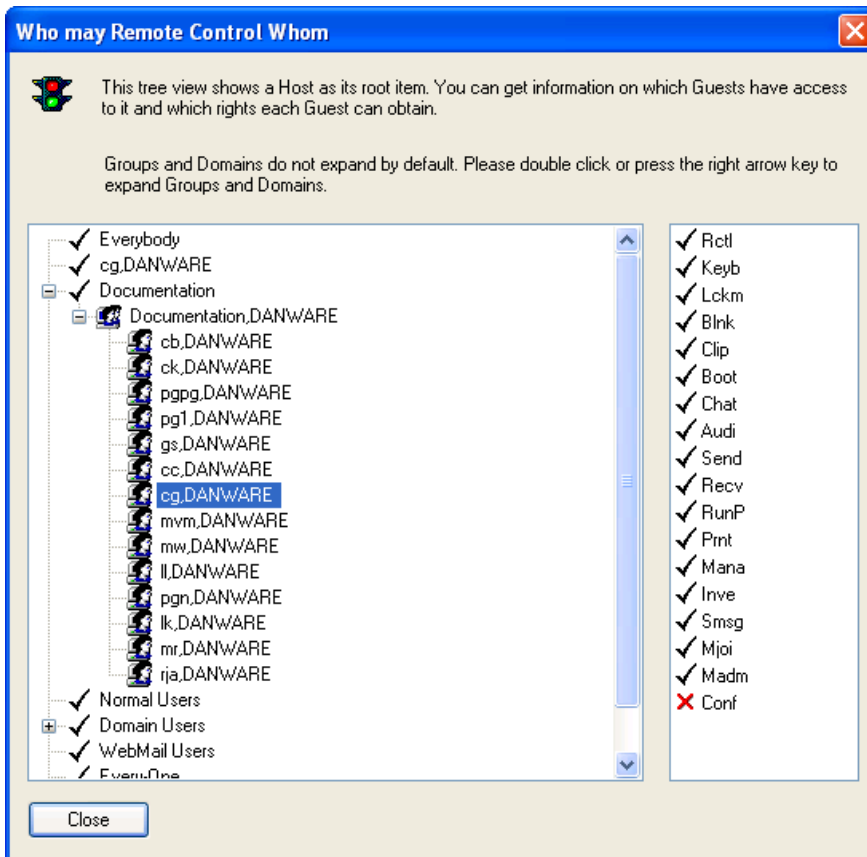 Who may Remote Control Whom
This tree view shows a Host as its root item. You can get information on which Guests have access
to it and which rights each Guest can obtain.
Groups and Domains do not expand by default. Please double click or press the right arrow key to
expand Groups and Domains.
Everybody
cg,DANWARE
Documentation
Documentation,DANWARE
cb,DANWARE
ck,DANWARE
pgpg,DANWARE
pg1,DANWARE
gs,DANWARE
cc,DANWARE
cg,DANWARE
mvm,DANWARE
mw,DANWARE
ll,DANWARE
pgn,DANWARE
lk,DANWARE
mr,DANWARE
rja,DANWARE
Normal Users
Domain Users
WebMail Users
Every-One
Rctl
Keyb
Lckm
Blnk
Clip
Boot
Chat
Audi
Send
Recv
RunP
Prnt
Mana
Inve
Smsg
Mjoi
Madm
Conf
Close